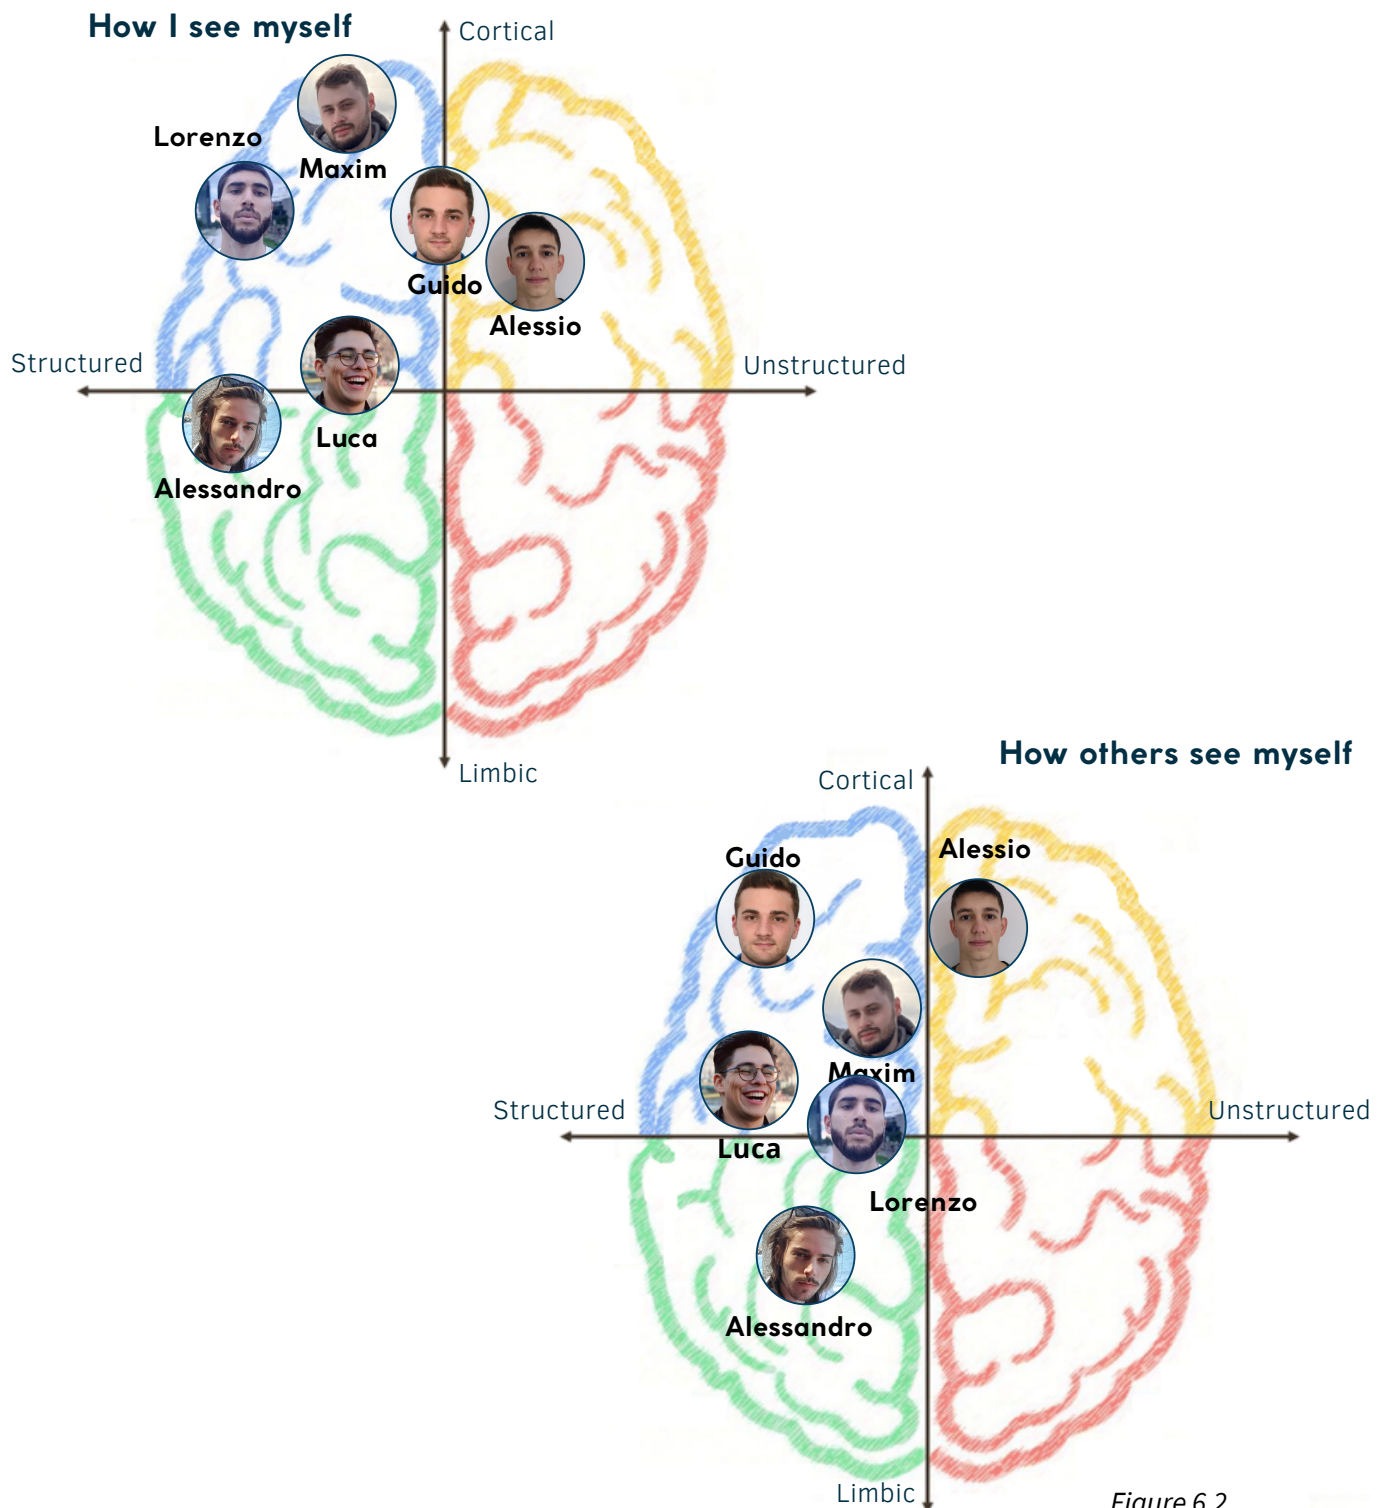 How I see myself
Cortical
Lorenzo
Maxim
Guido
Alessio
Structured
Unstructured
Luca
Alessandro
Limbic
How others see myself
Cortical
Guido
Alessio
Maxim
Structured
Unstructured
Luca
Lorenzo
Alessandro
Limbic
Figure 6.2